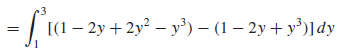 = ∫₁³ [(1 − 2y + 2y² − y³) − (1 − 2y + y³)] dy